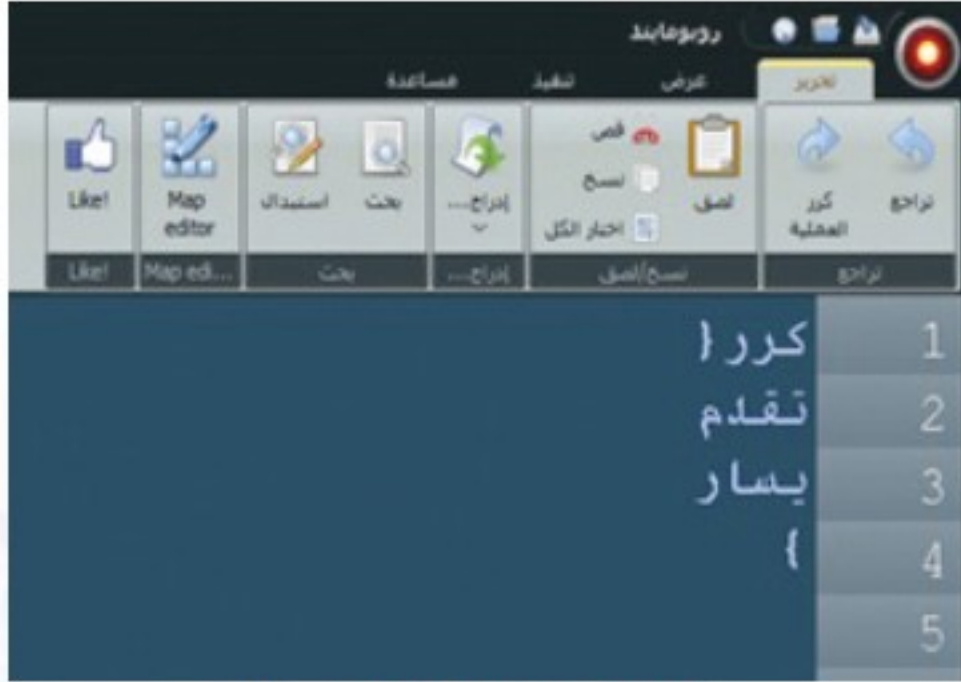 روبومايند
تحرير عرض تنفيذ مساعدة
تراجع كرر العملية لصق قص نسخ اختار الكل إدراج.... بحث استبدال Map editor Like!
تراجع نسخ/لصق إدراج.... بحث Map edi... Like!
1 كرر{
2 تقدم
3 يسار
4 }
5